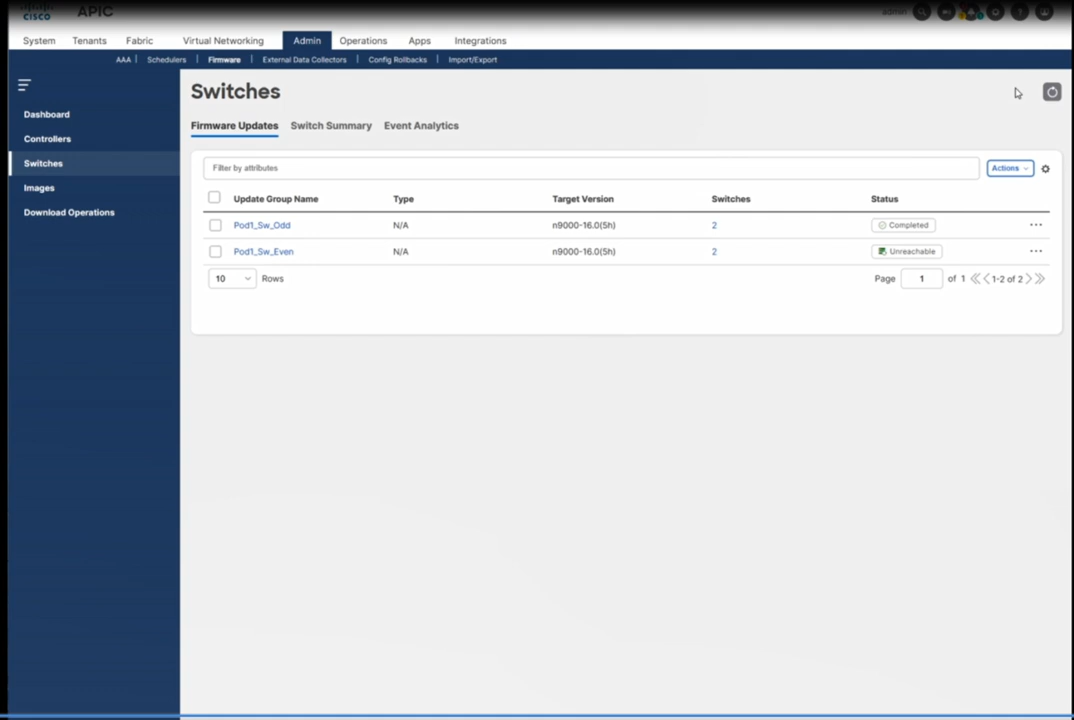 CISCO APIC
admin
System Tenants Fabric Virtual Networking Admin Operations Apps Integrations
AAA | Schedulers | Firmware | External Data Collectors | Config Rollbacks | Import/Export
Switches
Dashboard
Controllers
Switches
Images
Download Operations
Firmware Updates Switch Summary Event Analytics
Filter by attributes
Actions
Update Group Name Type Target Version Switches Status
Pod1_Sw_Odd N/A n9000-16.0(5h) 2 Completed
Pod1_Sw_Even N/A n9000-16.0(5h) 2 Unreachable
10 Rows Page 1 of 1 1-2 of 2